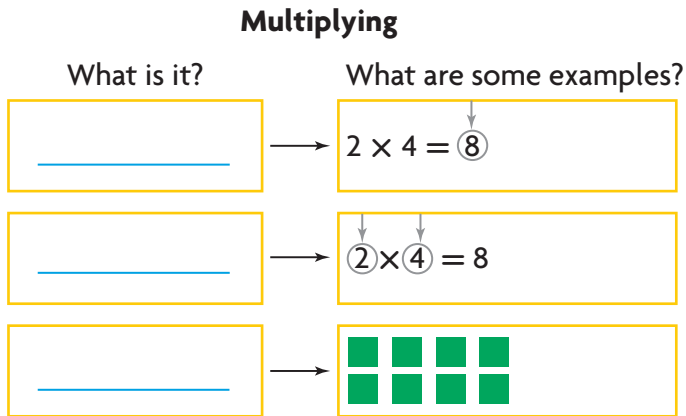 Multiplying
What is it? What are some examples?
2 × 4 = 8
2 × 4 = 8